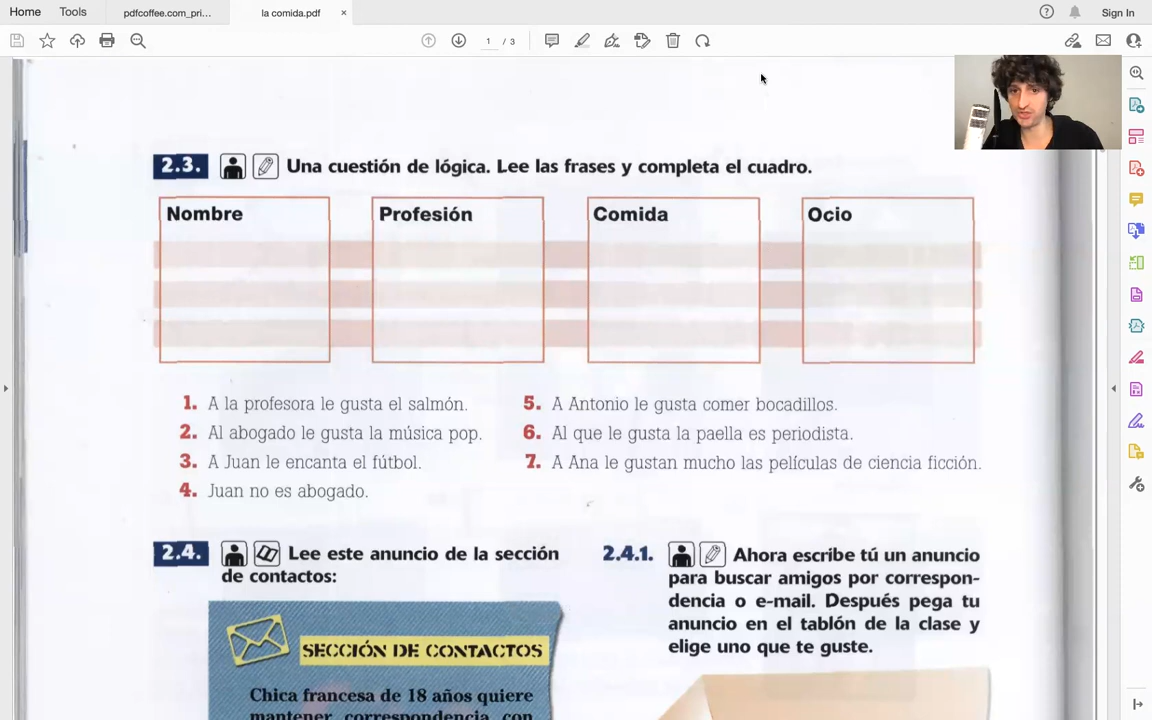 Home Tools pdfcoffee.com_pri... la comida.pdf × Sign In
1 / 3
2.3. Una cuestión de lógica. Lee las frases y completa el cuadro.
Nombre Profesión Comida Ocio
1. A la profesora le gusta el salmón.
2. Al abogado le gusta la música pop.
3. A Juan le encanta el fútbol.
4. Juan no es abogado.
5. A Antonio le gusta comer bocadillos.
6. Al que le gusta la paella es periodista.
7. A Ana le gustan mucho las películas de ciencia ficción.
2.4. Lee este anuncio de la sección
de contactos:
SECCIÓN DE CONTACTOS
Chica francesa de 18 años quiere
mantener correspondencia con
2.4.1. Ahora escribe tú un anuncio
para buscar amigos por correspon-
dencia o e-mail. Después pega tu
anuncio en el tablón de la clase y
elige uno que te guste.